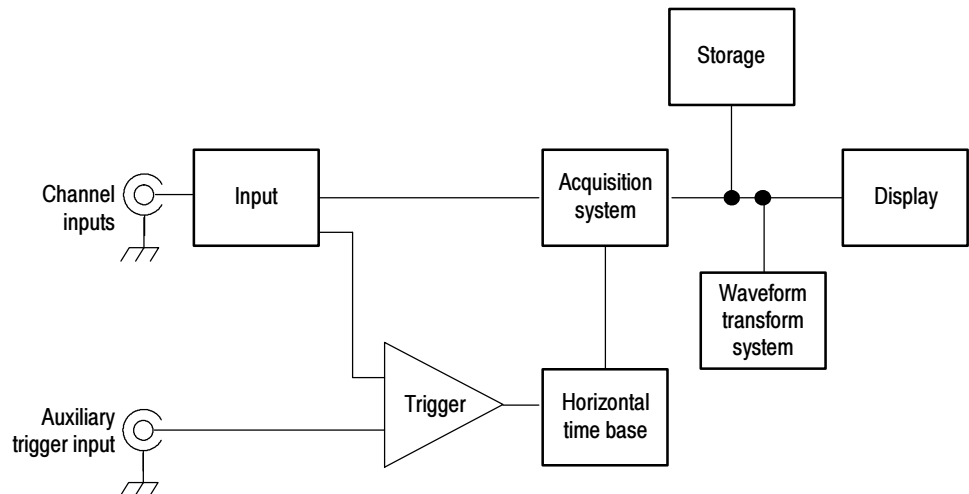 Storage
Channel
inputs
Input
Acquisition
system
Display
Waveform
transform
system
Auxiliary
trigger input
Trigger
Horizontal
time base